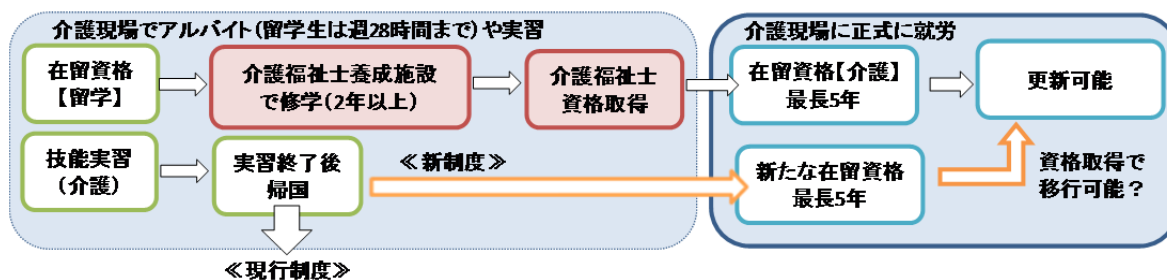 介護現場でアルバイト(留学生は週28時間まで)や実習
介護現場に正式に就労
在留資格
【留学】
介護福祉士養成施設
で修学(2年以上)
介護福祉士
資格取得
在留資格【介護】
最長5年
更新可能
技能実習
(介護)
実習終了後
帰国
≪新制度≫
新たな在留資格
最長5年
資格取得で
移行可能?
≪現行制度≫